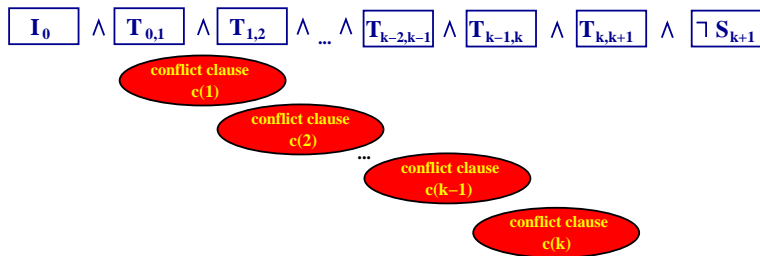 I₀ ∧ T₀,₁ ∧ T₁,₂ ∧ ... ∧ Tₖ₋₂,ₖ₋₁ ∧ Tₖ₋₁,ₖ ∧ Tₖ,ₖ₊₁ ∧ ¬ Sₖ₊₁
conflict clause
c(1)
conflict clause
c(2)
...
conflict clause
c(k−1)
conflict clause
c(k)